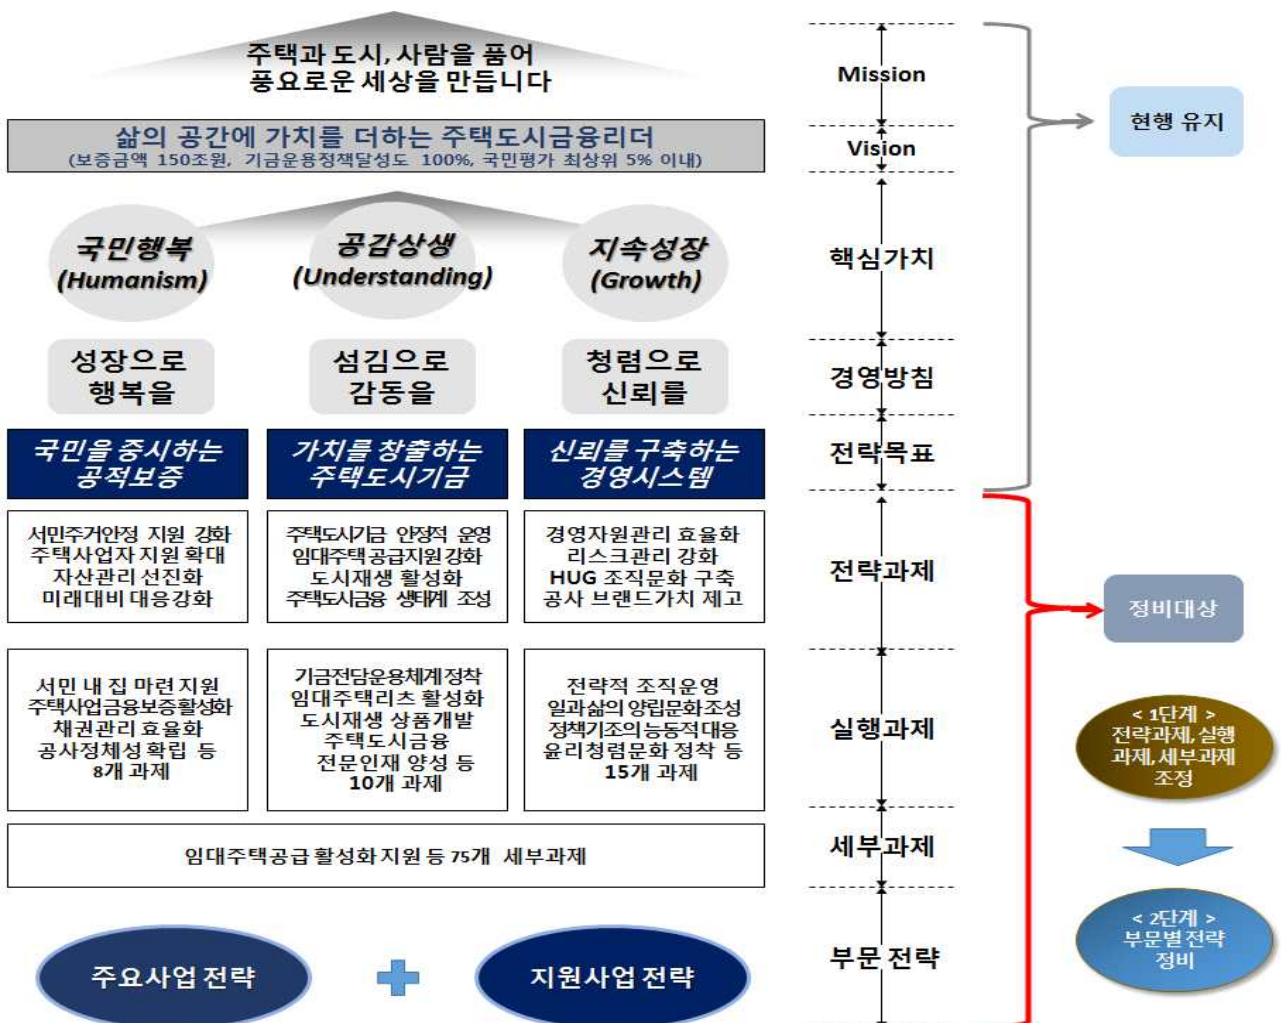 주택과 도시, 사람을 품어
풍요로운 세상을 만듭니다
Mission
현행 유지
삶의 공간에 가치를 더하는 주택도시금융리더
(보증금액 150조원, 기금운용정책달성도 100%, 국민평가 최상위 5% 이내)
Vision
국민행복
(Humanism)
공감상생
(Understanding)
지속성장
(Growth)
핵심가치
성장으로
행복을
섬김으로
감동을
청렴으로
신뢰를
경영방침
국민을 중시하는
공적보증
가치를 창출하는
주택도시기금
신뢰를 구축하는
경영시스템
전략목표
서민주거안정 지원 강화
주택사업자 지원 확대
자산관리 선진화
미래대비 대응강화
주택도시기금 안정적 운영
임대주택 공급지원 강화
도시재생 활성화
주택도시금융 생태계 조성
경영자원관리 효율화
리스크관리 강화
HUG 조직문화 구축
공사 브랜드가치 제고
전략과제
정비대상
서민 내 집 마련 지원
주택사업금융보증활성화
채권관리 효율화
공사정체성 확립 등
8개 과제
기금전담운용체계 정착
임대주택리츠 활성화
도시재생 상품개발
주택도시금융
전문인재 양성 등
10개 과제
전략적 조직운영
일과 삶의 양립문화 조성
정책기조의 능동적 대응
윤리청렴문화 정착 등
15개 과제
실행과제
< 1단계 >
전략과제, 실행
과제, 세부과제
조정
임대주택공급 활성화 지원 등 75개 세부과제
세부과제
< 2단계 >
부문별 전략
정비
주요사업 전략
지원사업 전략
부문 전략